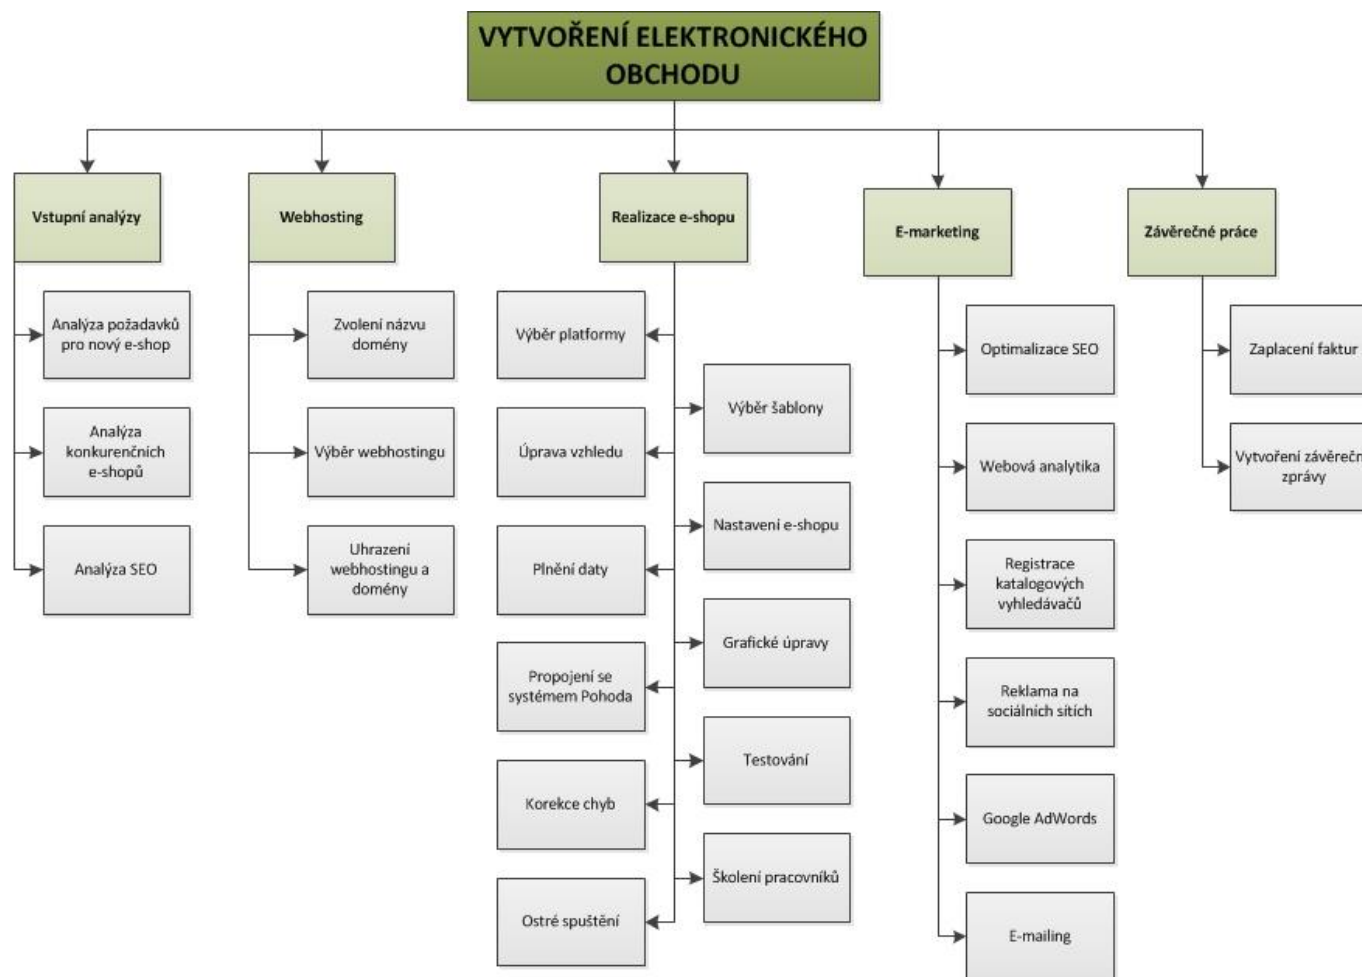 VYTVOŘENÍ ELEKTRONICKÉHO
OBCHODU
Vstupní analýzy
Webhosting
Realizace e-shopu
E-marketing
Závěrečné práce
Analýza požadavků
pro nový e-shop
Analýza
konkurenčních
e-shopů
Analýza SEO
Zvolení názvu
domény
Výběr webhostingu
Uhrazení
webhostingu a
domény
Výběr platformy
Výběr šablony
Úprava vzhledu
Nastavení e-shopu
Plnění daty
Grafické úpravy
Propojení se
systémem Pohoda
Testování
Korekce chyb
Školení pracovníků
Ostré spuštění
Optimalizace SEO
Webová analytika
Registrace
katalogových
vyhledávačů
Reklama na
sociálních sítích
Google AdWords
E-mailing
Zaplacení faktur
Vytvoření
zprávy